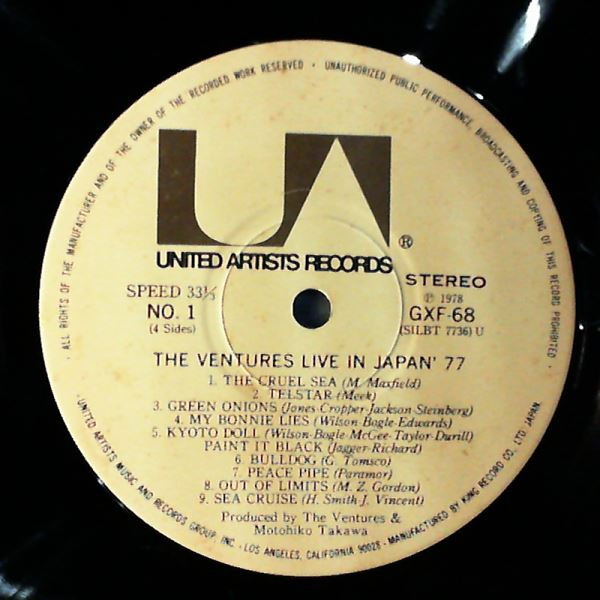 ALL RIGHTS OF THE MANUFACTURER AND OF THE OWNER OF THE RECORDED WORK RESERVED · UNAUTHORIZED PUBLIC PERFORMANCE, BROADCASTING AND COPYING OF THIS RECORD PROHIBITED ·
UA
®
UNITED ARTISTS RECORDS
SPEED 33⅓
STEREO
℗ 1978
NO. 1
GXF-68
(4 Sides)
(SILBT 7736) U
THE VENTURES LIVE IN JAPAN' 77
1. THE CRUEL SEA (M. Maxfield)
2. TELSTAR (Meek)
3. GREEN ONIONS (Jones-Cropper-Jackson-Steinberg)
4. MY BONNIE LIES (Wilson-Bogle-Edwards)
5. KYOTO DOLL (Wilson-Bogle-McGee-Taylor-Durill)
PAINT IT BLACK (Jagger-Richard)
6. BULLDOG (G. Tomsco)
7. PEACE PIPE (Paramor)
8. OUT OF LIMITS (M. Z. Gordon)
9. SEA CRUISE (H. Smith-J. Vincent)
Produced by The Ventures &
Motohiko Takawa
· UNITED ARTISTS MUSIC AND RECORDS GROUP, INC. · LOS ANGELES, CALIFORNIA 90028 · MANUFACTURED BY KING RECORD CO. LTD JAPAN.